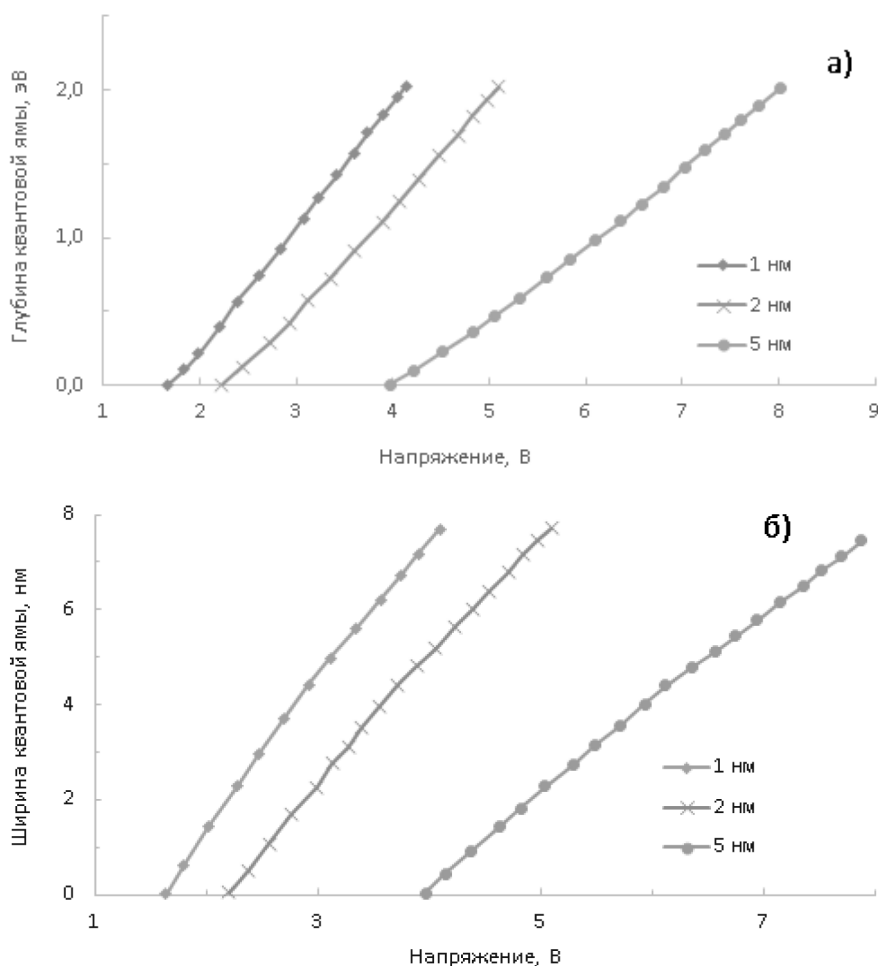 а)
Глубина квантовой ямы, эВ
2,0
1,0
0,0
1 нм
2 нм
5 нм
1 2 3 4 5 6 7 8 9
Напряжение, В
б)
Ширина квантовой ямы, нм
8
6
4
2
0
1 нм
2 нм
5 нм
1 3 5 7
Напряжение, В